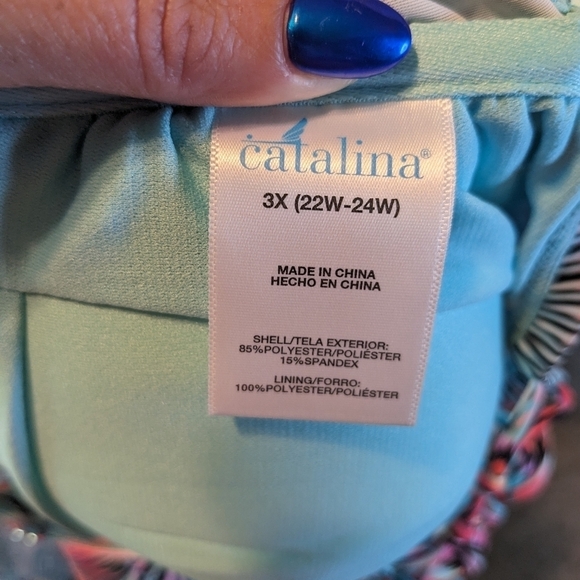 catalina®
3X (22W-24W)
MADE IN CHINA
HECHO EN CHINA
SHELL/TELA EXTERIOR:
85%POLYESTER/POLIÉSTER
15%SPANDEX
LINING/FORRO:
100%POLYESTER/POLIÉSTER